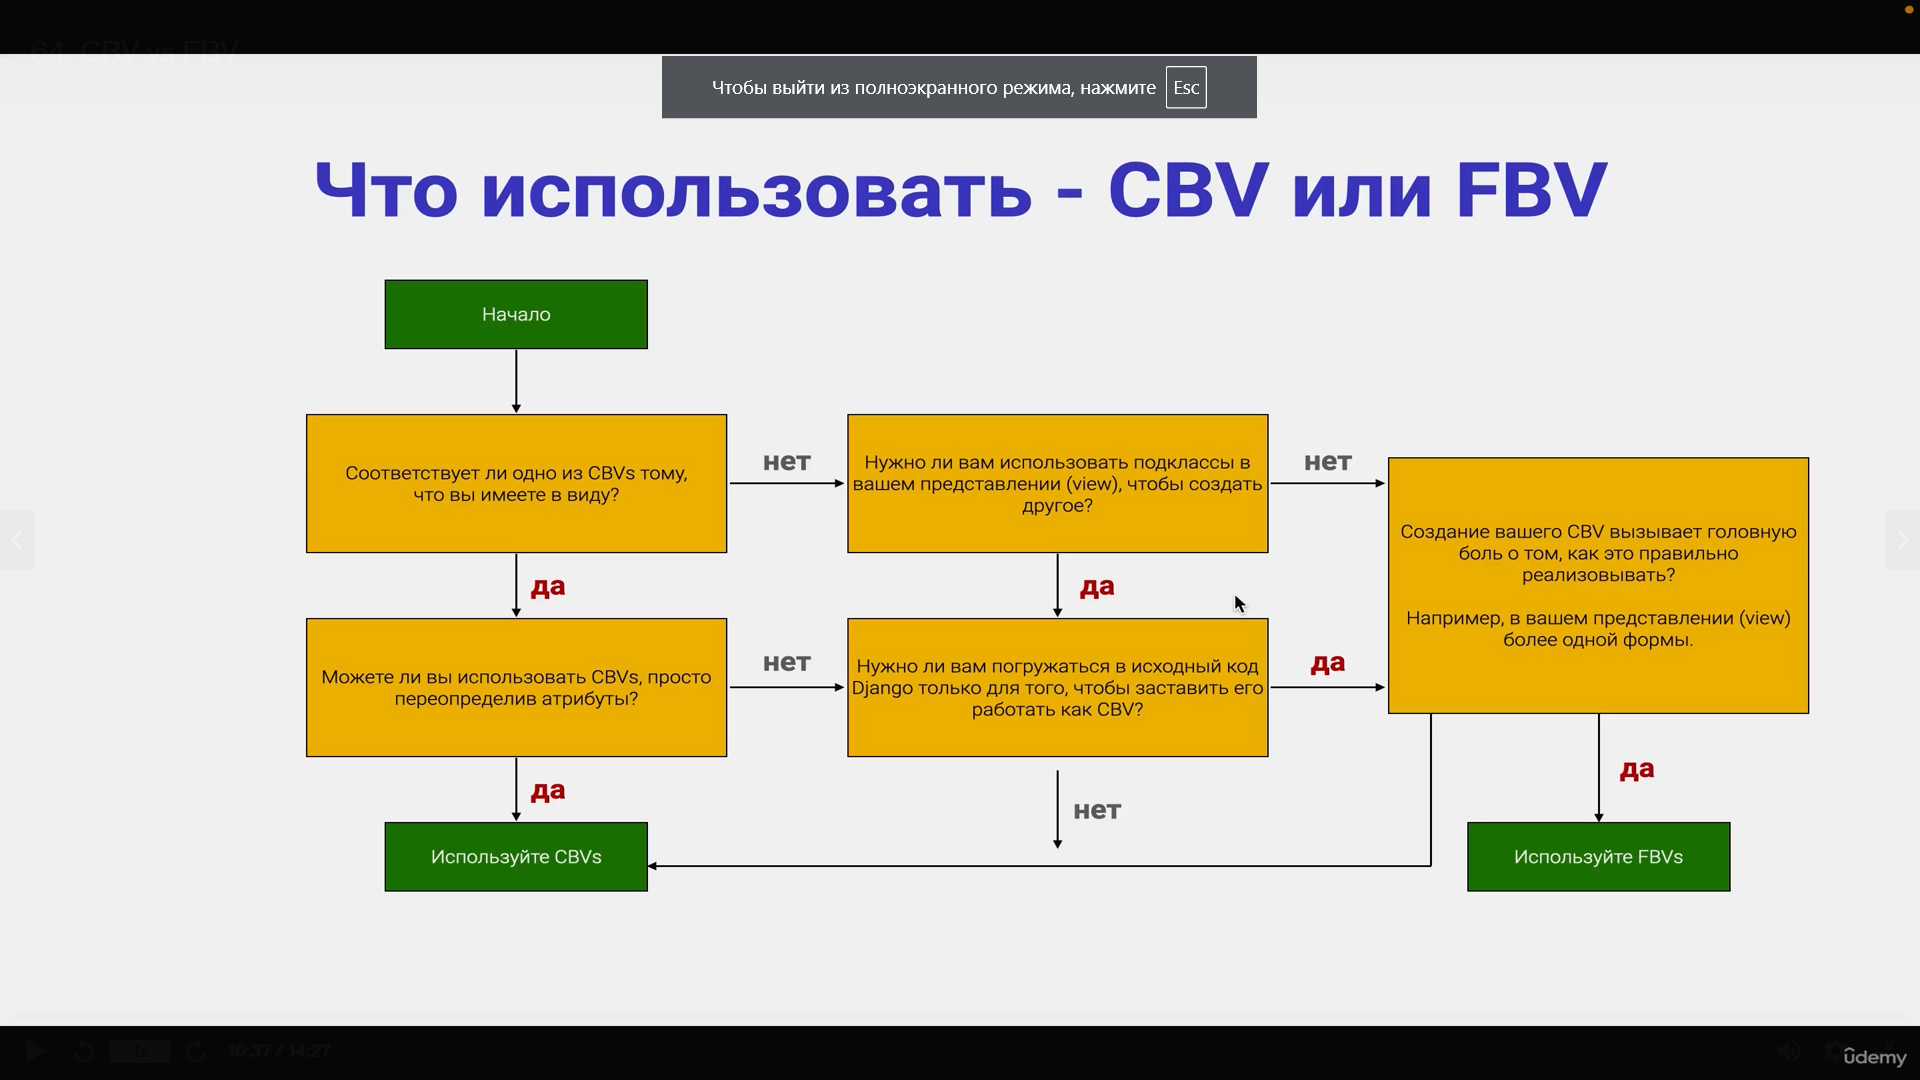 64. CBV vs FBV
Чтобы выйти из полноэкранного режима, нажмите Esc
Что использовать - CBV или FBV
Начало
Соответствует ли одно из CBVs тому,
что вы имеете в виду?
нет
Нужно ли вам использовать подклассы в
вашем представлении (view), чтобы создать
другое?
нет
Создание вашего CBV вызывает головную
боль о том, как это правильно
реализовывать?
Например, в вашем представлении (view)
более одной формы.
да
да
Можете ли вы использовать CBVs, просто
переопределив атрибуты?
нет
Нужно ли вам погружаться в исходный код
Django только для того, чтобы заставить его
работать как CBV?
да
да
нет
да
Используйте CBVs
Используйте FBVs
1x
10:37 / 14:27
ûdemy